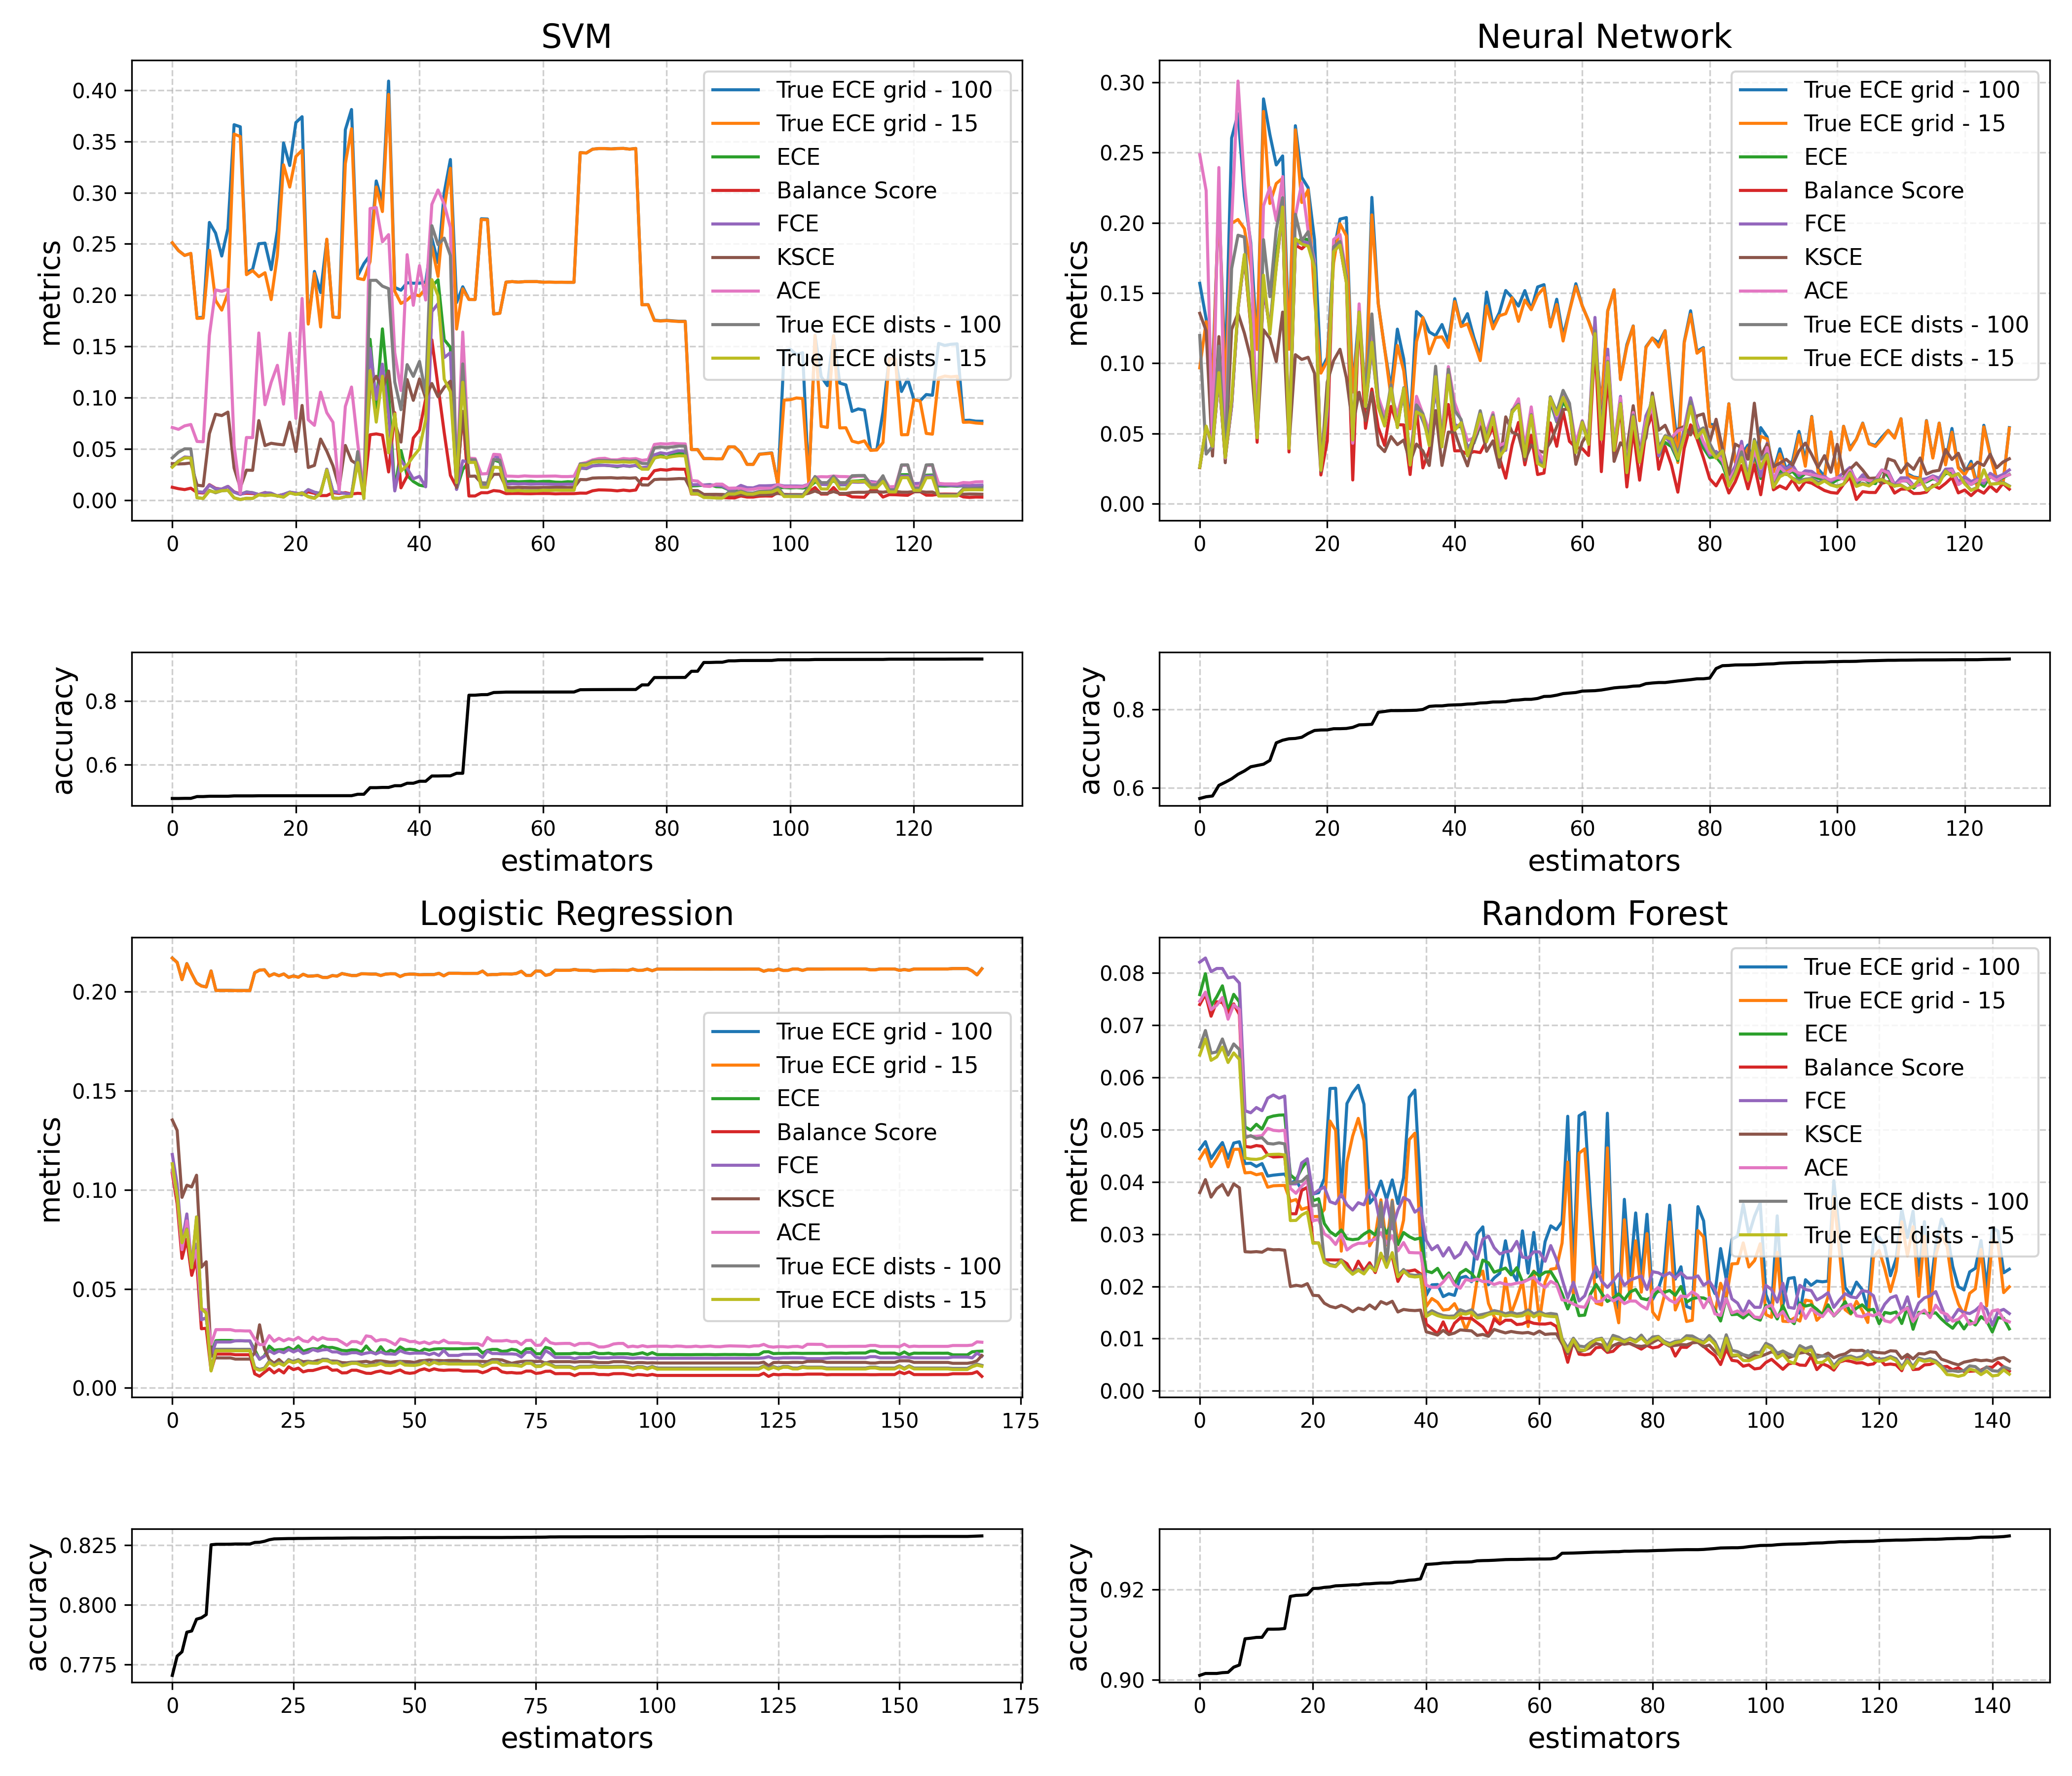 SVM
metrics
0.40
0.35
0.30
0.25
0.20
0.15
0.10
0.05
0.00
True ECE grid - 100
True ECE grid - 15
ECE
Balance Score
FCE
KSCE
ACE
True ECE dists - 100
True ECE dists - 15
0 20 40 60 80 100 120
accuracy
0.8
0.6
0 20 40 60 80 100 120
estimators
Neural Network
metrics
0.30
0.25
0.20
0.15
0.10
0.05
0.00
True ECE grid - 100
True ECE grid - 15
ECE
Balance Score
FCE
KSCE
ACE
True ECE dists - 100
True ECE dists - 15
0 20 40 60 80 100 120
accuracy
0.8
0.6
0 20 40 60 80 100 120
estimators
Logistic Regression
metrics
0.20
0.15
0.10
0.05
0.00
True ECE grid - 100
True ECE grid - 15
ECE
Balance Score
FCE
KSCE
ACE
True ECE dists - 100
True ECE dists - 15
0 25 50 75 100 125 150 175
accuracy
0.825
0.800
0.775
0 25 50 75 100 125 150 175
estimators
Random Forest
metrics
0.08
0.07
0.06
0.05
0.04
0.03
0.02
0.01
0.00
True ECE grid - 100
True ECE grid - 15
ECE
Balance Score
FCE
KSCE
ACE
True ECE dists - 100
True ECE dists - 15
0 20 40 60 80 100 120 140
accuracy
0.92
0.90
0 20 40 60 80 100 120 140
estimators